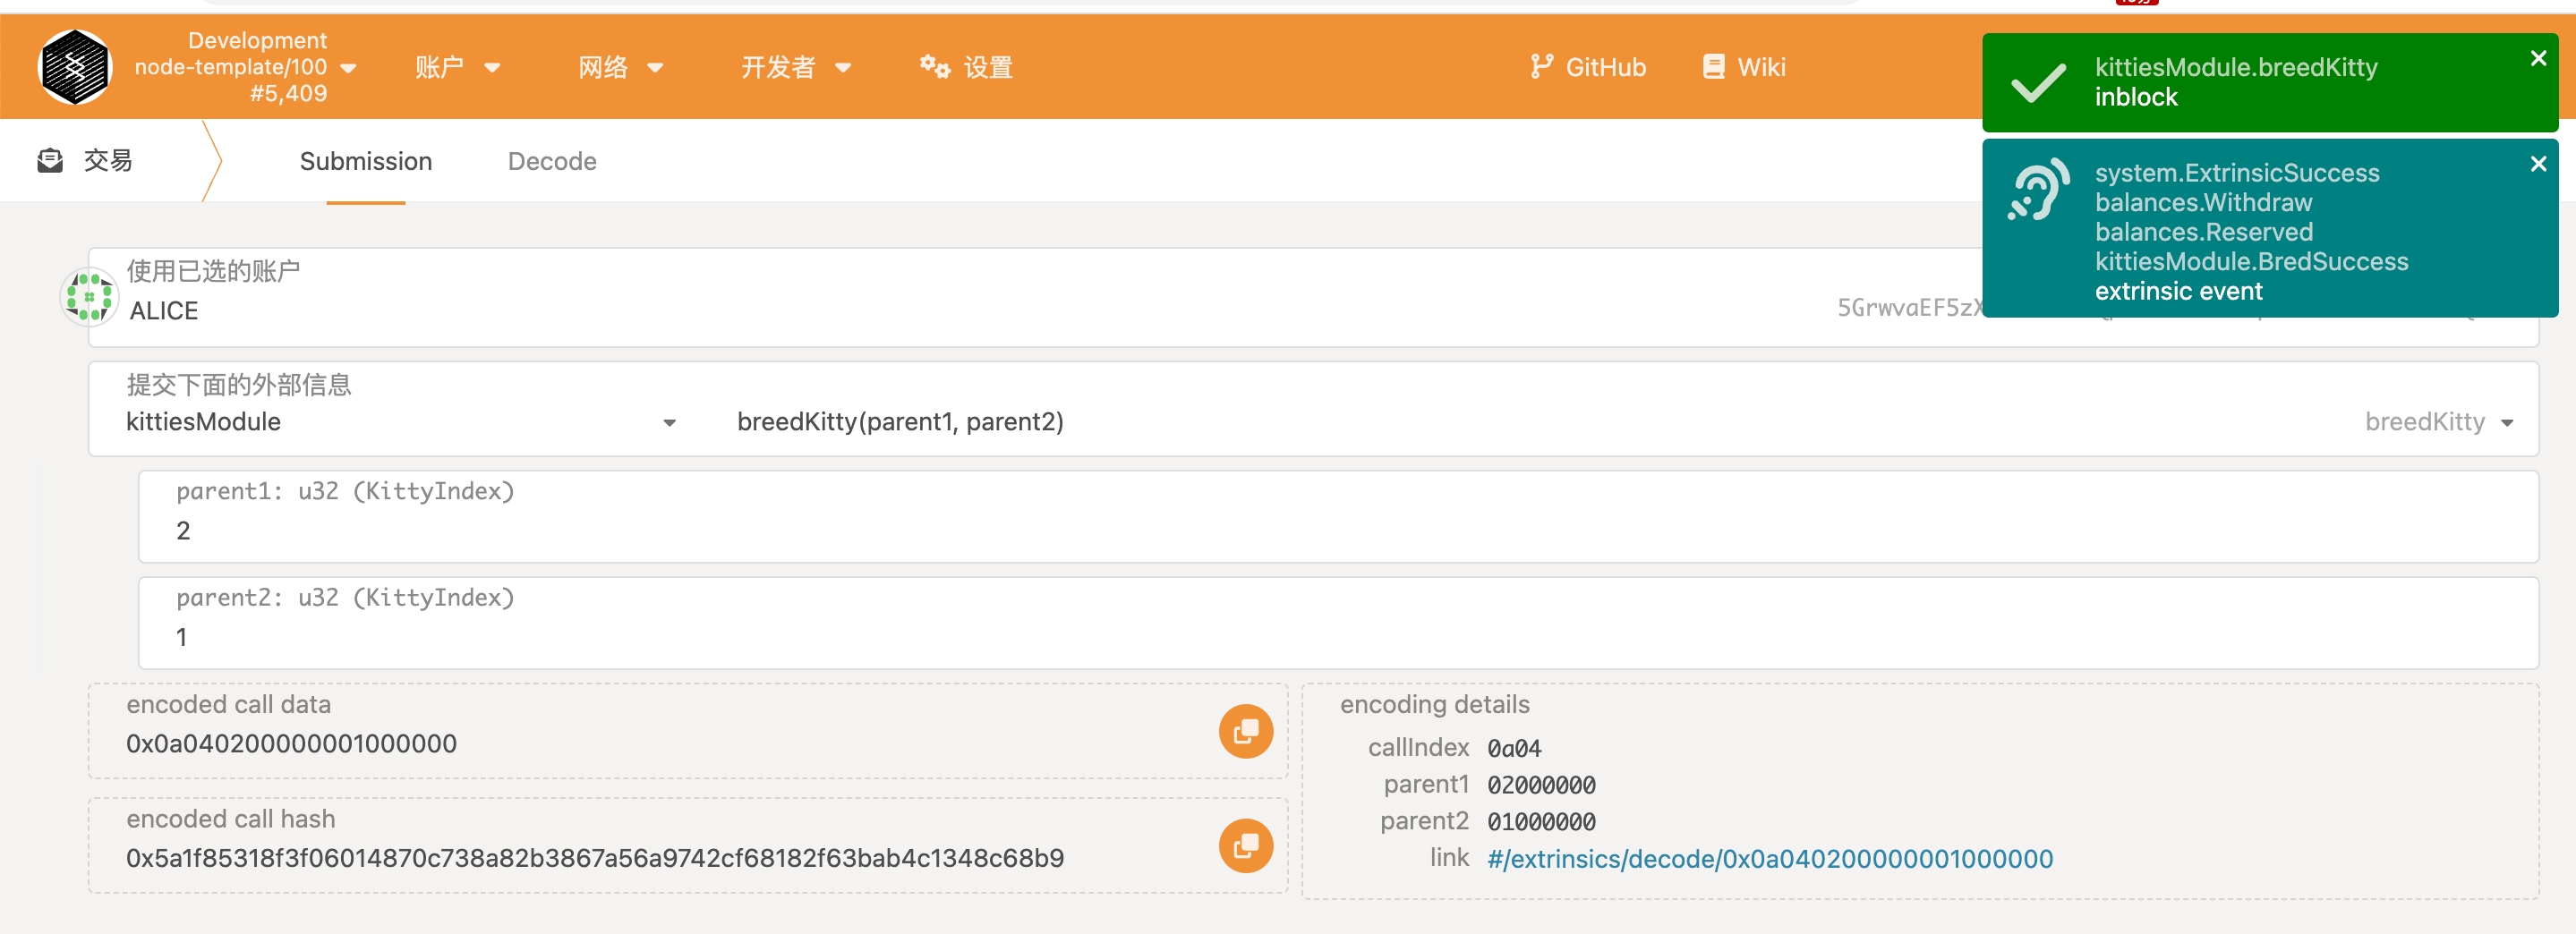 Development
node-template/100
#5,409
账户
网络
开发者
设置
GitHub
Wiki
kittiesModule.breedKitty
inblock
system.ExtrinsicSuccess
balances.Withdraw
balances.Reserved
kittiesModule.BredSuccess
extrinsic event
交易
Submission
Decode
使用已选的账户
ALICE
5GrwvaEF5zX
提交下面的外部信息
kittiesModule
breedKitty(parent1, parent2)
breedKitty
parent1: u32 (KittyIndex)
2
parent2: u32 (KittyIndex)
1
encoded call data
0x0a040200000001000000
encoded call hash
0x5a1f85318f3f06014870c738a82b3867a56a9742cf68182f63bab4c1348c68b9
encoding details
callIndex 0a04
parent1 02000000
parent2 01000000
link #/extrinsics/decode/0x0a040200000001000000